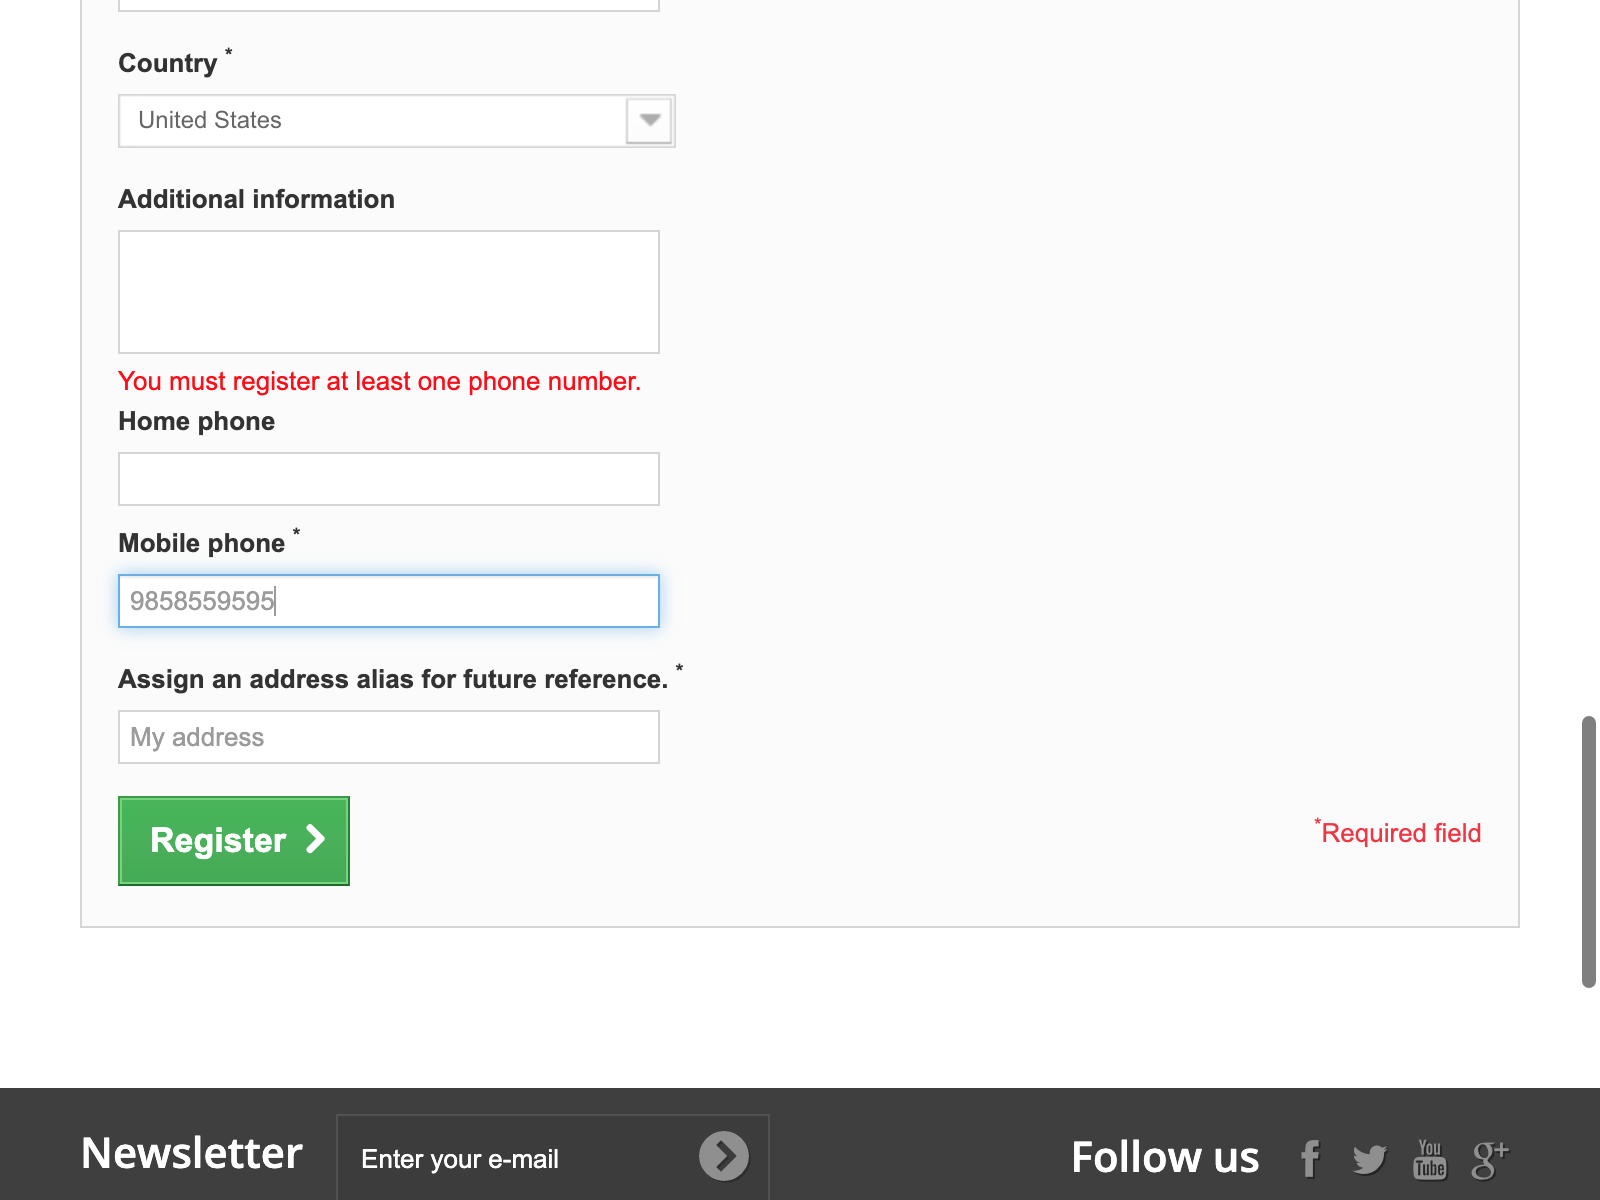 Country *
United States
Additional information
You must register at least one phone number.
Home phone
Mobile phone *
9858559595
Assign an address alias for future reference. *
My address
Register
*Required field
Newsletter
Enter your e-mail
Follow us
You Tube
g+